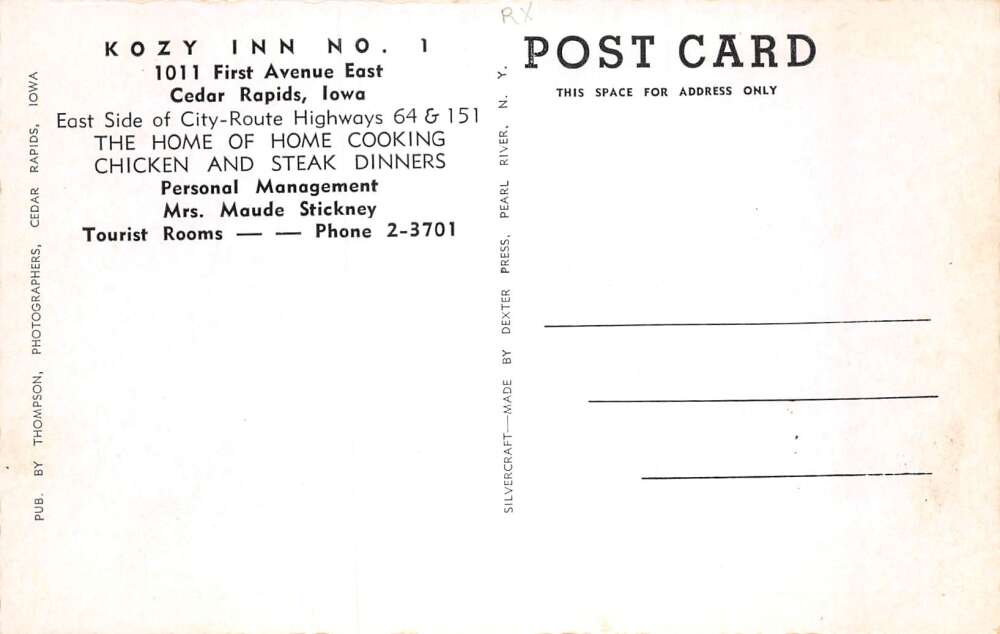 RX
KOZY INN NO. 1
1011 First Avenue East
Cedar Rapids, Iowa
East Side of City-Route Highways 64 & 151
THE HOME OF HOME COOKING
CHICKEN AND STEAK DINNERS
Personal Management
Mrs. Maude Stickney
Tourist Rooms — — Phone 2-3701
PUB. BY THOMPSON, PHOTOGRAPHERS, CEDAR RAPIDS, IOWA
SILVERCRAFT—MADE BY DEXTER PRESS, PEARL RIVER, N. Y.
POST CARD
THIS SPACE FOR ADDRESS ONLY